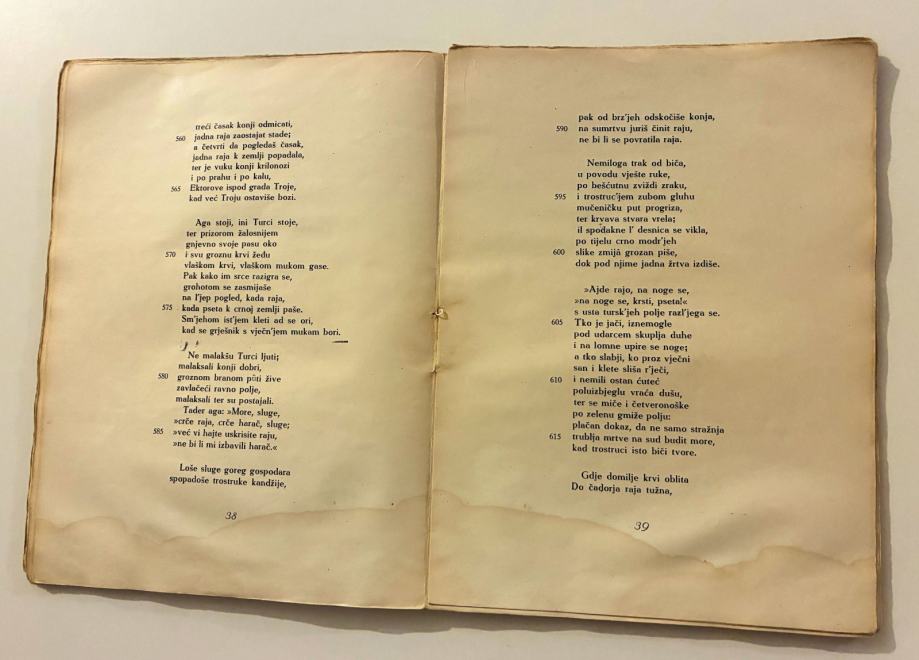 treći časak konji odmicati,
560 jadna raja zaostajat stade;
a četvrti da pogledaš časak,
jadna raja k zemlji popadala,
ter je vuku konji krilonozi
i po prahu i po kalu,
565 Ektorove ispod grada Troje,
kad već Troju ostaviše bozi.
Aga stoji, ini Turci stoje,
ter prizorom žalosnijem
gnjevno svoje pasu oko
570 i svu groznu krvi žeđu
vlaškom krvi, vlaškom mukom gase.
Pak kako im srce razigra se,
grohotom se zasmijaše
na l'jep pogled, kada raja,
575 kada pseta k crnoj zemlji paše.
Sm'jehom ist'jem kleti ad se ori,
kad se grješnik s vječn'jem mukam bori.
Ne malakšu Turci ljuti;
malaksali konji dobri,
580 groznom branom pûti žive
zavlačeći ravno polje,
malaksali ter su postajali.
Tader aga: »More, sluge,
»crče raja, crče harač, sluge;
585 »već vi hajte uskrisite raju,
»ne bi li mi izbavili harač.«
Loše sluge goreg gospodara
spopadoše trostruke kandžije,
38
pak od brz'jeh odskočiše konja,
590 na sumrtvu juriš činit raju,
ne bi li se povratila raja.
Nemiloga trak od biča,
u povodu vješte ruke,
po bešćutnu zviždi zraku,
595 i trostruc'jem zubom gluhu
mučeničku put progriza,
ter krvava stvara vrela;
il spodakne l' desnica se vikla,
po tijelu crno modr'jeh
600 slike zmijâ grozan piše,
dok pod njime jadna žrtva izdiše.
»Ajde rajo, na noge se,
»na noge se, krsti, pseta!«
s usta tursk'jeh polje razl'jega se.
605 Tko je jači, iznemogle
pod udarcem skuplja duhe
i na lomne upire se noge;
a tko slabji, ko proz vječni
san i klete sliša r'ječi,
610 i nemili ostan ćuteć
poluizbjeglu vraća dušu,
ter se miče i četveronoške
po zelenu gmiže polju:
plačan dokaz, da ne samo stražnja
615 trublja mrtve na sud budit more,
kad trostruci isto biči tvore.
Gdje domilje krvi oblita
Do čadorja raja tužna,
39